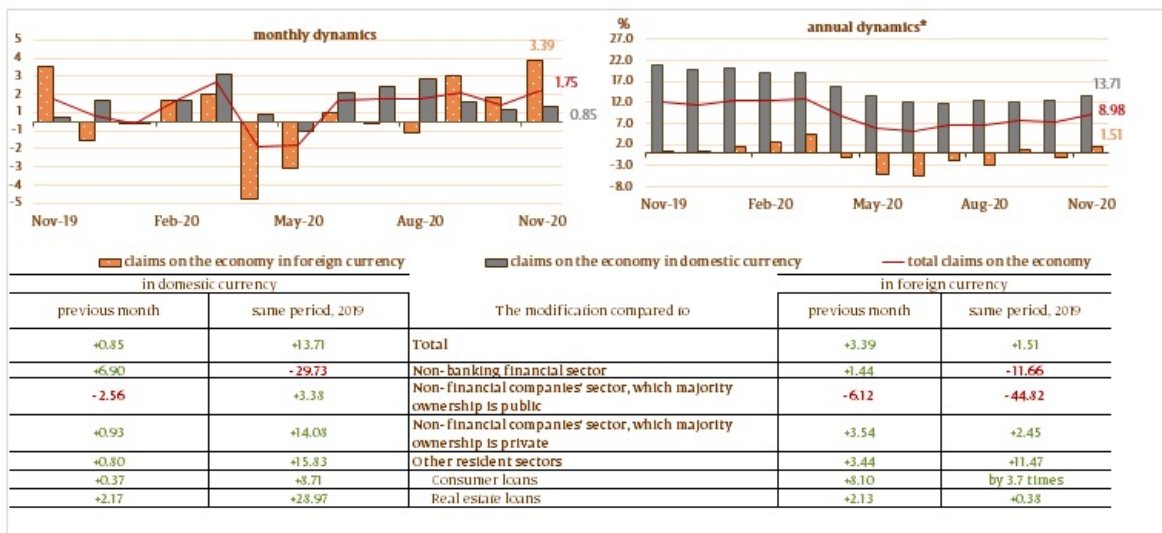 monthly dynamics
5
4
3
2
1
-1
-2
-3
-4
-5
3.39
1.75
0.85
Nov-19 Feb-20 May-20 Aug-20 Nov-20
annual dynamics*
%
27.0
22.0
17.0
12.0
7.0
2.0
-3.0
-8.0
13.71
8.98
1.51
Nov-19 Feb-20 May-20 Aug-20 Nov-20
claims on the economy in foreign currency claims on the economy in domestic currency total claims on the economy
in domestic currency in foreign currency
previous month same period, 2019 The modification compared to previous month same period, 2019
+0.85 +13.71 Total +3.39 +1.51
+6.90 -29.73 Non-banking financial sector +1.44 -11.66
-2.56 +3.38 Non-financial companies' sector, which majority ownership is public -6.12 -44.82
+0.93 +14.08 Non-financial companies' sector, which majority ownership is private +3.54 +2.45
+0.80 +15.83 Other resident sectors +3.44 +11.47
+0.37 +8.71 Consumer loans +8.10 by 3.7 times
+2.17 +28.97 Real estate loans +2.13 +0.38